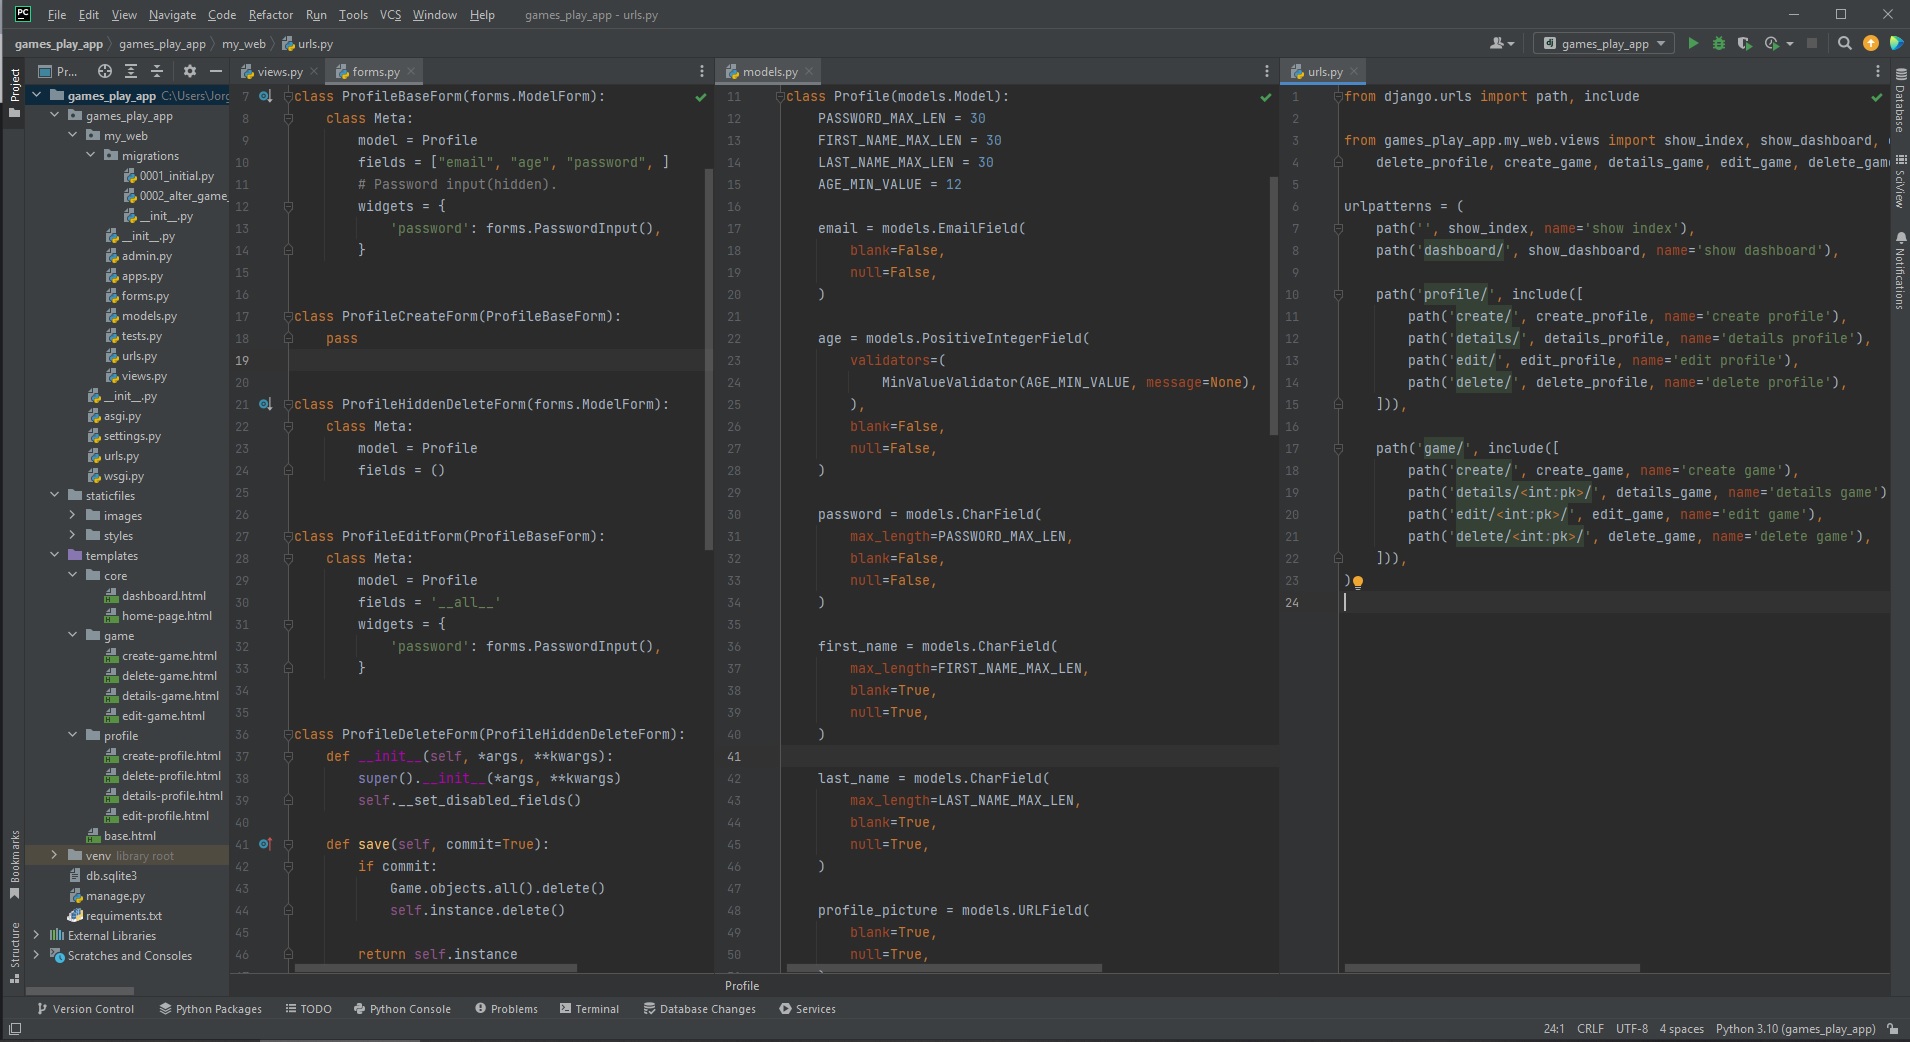 PC File Edit View Navigate Code Refactor Run Tools VCS Window Help games_play_app - urls.py
games_play_app games_play_app my_web urls.py games_play_app
Pr...
games_play_app C:\Users\Jorg
games_play_app
my_web
migrations
0001_initial.py
0002_alter_game_
__init__.py
__init__.py
admin.py
apps.py
forms.py
models.py
tests.py
urls.py
views.py
__init__.py
asgi.py
settings.py
urls.py
wsgi.py
staticfiles
images
styles
templates
core
dashboard.html
home-page.html
game
create-game.html
delete-game.html
details-game.html
edit-game.html
profile
create-profile.html
delete-profile.html
details-profile.html
edit-profile.html
base.html
venv library root
db.sqlite3
manage.py
requiments.txt
External Libraries
Scratches and Consoles
Project
Bookmarks
Structure
views.py forms.py
7 class ProfileBaseForm(forms.ModelForm):
8 class Meta:
9 model = Profile
10 fields = ["email", "age", "password", ]
11 # Password input(hidden).
12 widgets = {
13 'password': forms.PasswordInput(),
14 }
15
16
17 class ProfileCreateForm(ProfileBaseForm):
18 pass
19
20
21 class ProfileHiddenDeleteForm(forms.ModelForm):
22 class Meta:
23 model = Profile
24 fields = ()
25
26
27 class ProfileEditForm(ProfileBaseForm):
28 class Meta:
29 model = Profile
30 fields = '__all__'
31 widgets = {
32 'password': forms.PasswordInput(),
33 }
34
35
36 class ProfileDeleteForm(ProfileHiddenDeleteForm):
37 def __init__(self, *args, **kwargs):
38 super().__init__(*args, **kwargs)
39 self.__set_disabled_fields()
40
41 def save(self, commit=True):
42 if commit:
43 Game.objects.all().delete()
44 self.instance.delete()
45
46 return self.instance
models.py
11 class Profile(models.Model):
12 PASSWORD_MAX_LEN = 30
13 FIRST_NAME_MAX_LEN = 30
14 LAST_NAME_MAX_LEN = 30
15 AGE_MIN_VALUE = 12
16
17 email = models.EmailField(
18 blank=False,
19 null=False,
20 )
21
22 age = models.PositiveIntegerField(
23 validators=(
24 MinValueValidator(AGE_MIN_VALUE, message=None),
25 ),
26 blank=False,
27 null=False,
28 )
29
30 password = models.CharField(
31 max_length=PASSWORD_MAX_LEN,
32 blank=False,
33 null=False,
34 )
35
36 first_name = models.CharField(
37 max_length=FIRST_NAME_MAX_LEN,
38 blank=True,
39 null=True,
40 )
41
42 last_name = models.CharField(
43 max_length=LAST_NAME_MAX_LEN,
44 blank=True,
45 null=True,
46 )
47
48 profile_picture = models.URLField(
49 blank=True,
50 null=True,
urls.py
1 from django.urls import path, include
2
3 from games_play_app.my_web.views import show_index, show_dashboard,
4 delete_profile, create_game, details_game, edit_game, delete_game
5
6 urlpatterns = (
7 path('', show_index, name='show index'),
8 path('dashboard/', show_dashboard, name='show dashboard'),
9
10 path('profile/', include([
11 path('create/', create_profile, name='create profile'),
12 path('details/', details_profile, name='details profile'),
13 path('edit/', edit_profile, name='edit profile'),
14 path('delete/', delete_profile, name='delete profile'),
15 ])),
16
17 path('game/', include([
18 path('create/', create_game, name='create game'),
19 path('details/<int:pk>/', details_game, name='details game')
20 path('edit/<int:pk>/', edit_game, name='edit game'),
21 path('delete/<int:pk>/', delete_game, name='delete game'),
22 ])),
23 )
24
Database
SciView
Notifications
Profile
Version Control Python Packages TODO Python Console Problems Terminal Database Changes Services
24:1 CRLF UTF-8 4 spaces Python 3.10 (games_play_app)